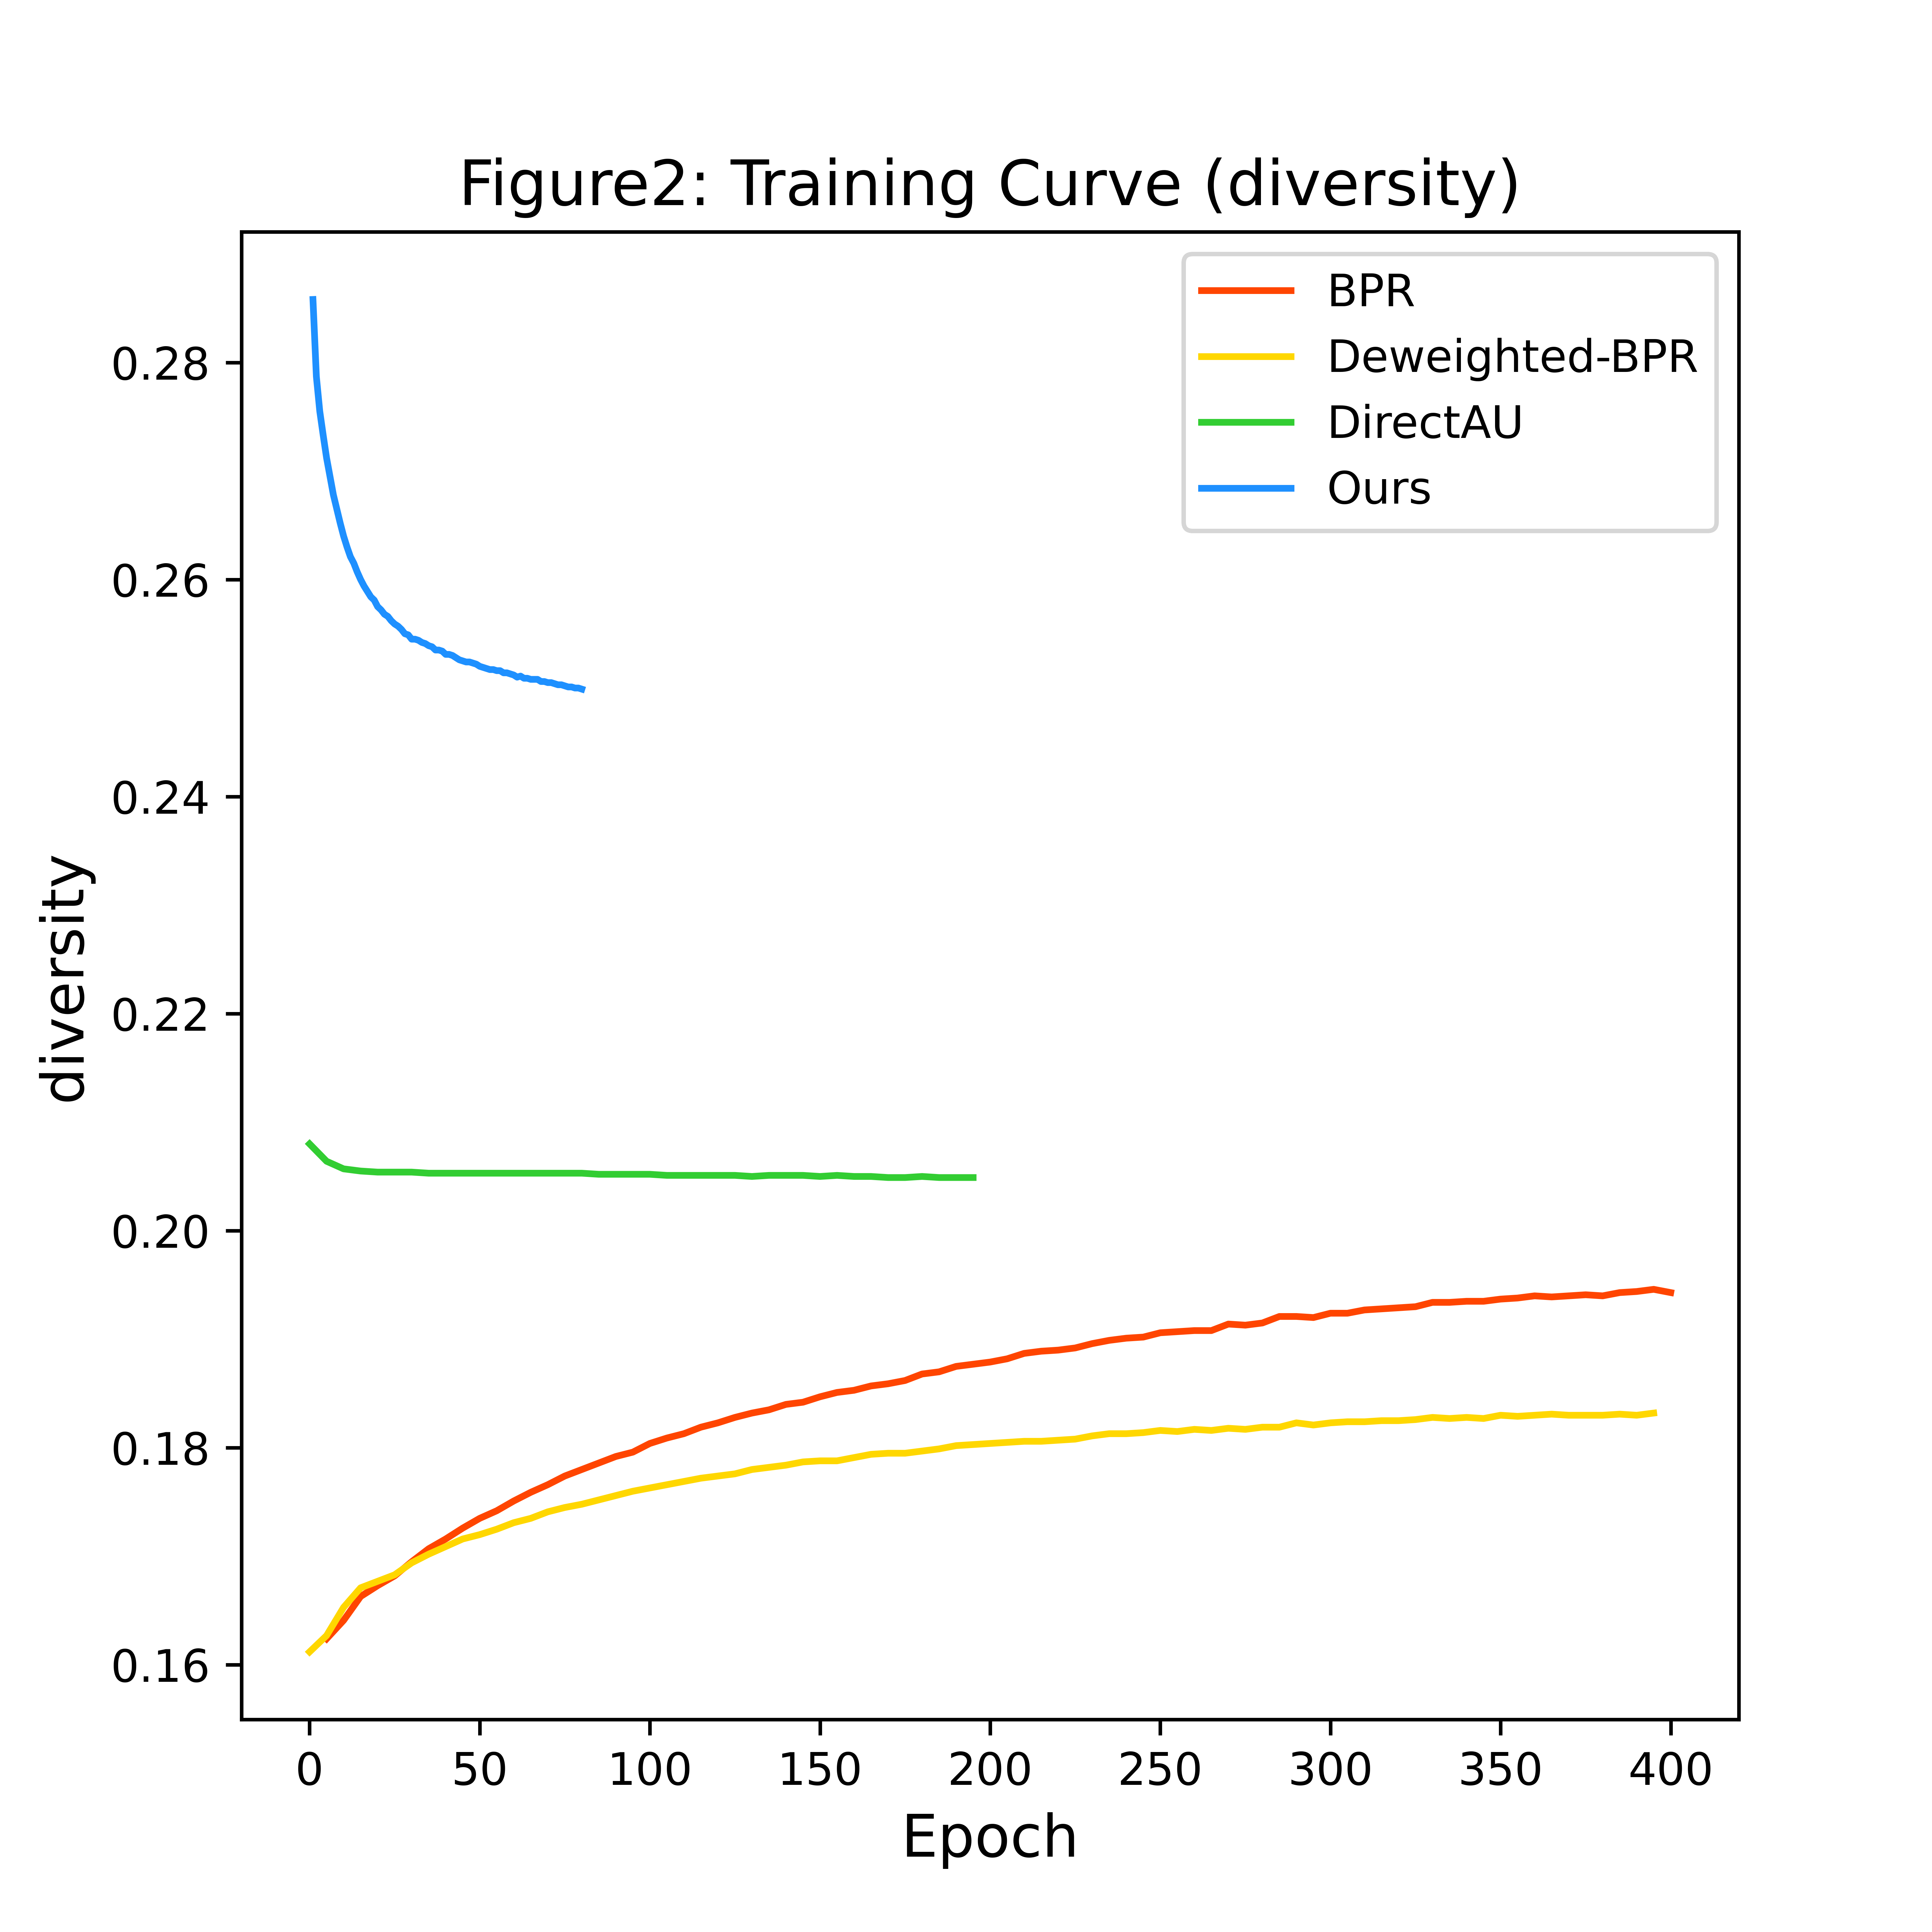 Figure2: Training Curve (diversity)
BPR
Deweighted-BPR
DirectAU
Ours
0.28
0.26
0.24
0.22
0.20
0.18
0.16
diversity
0 50 100 150 200 250 300 350 400
Epoch